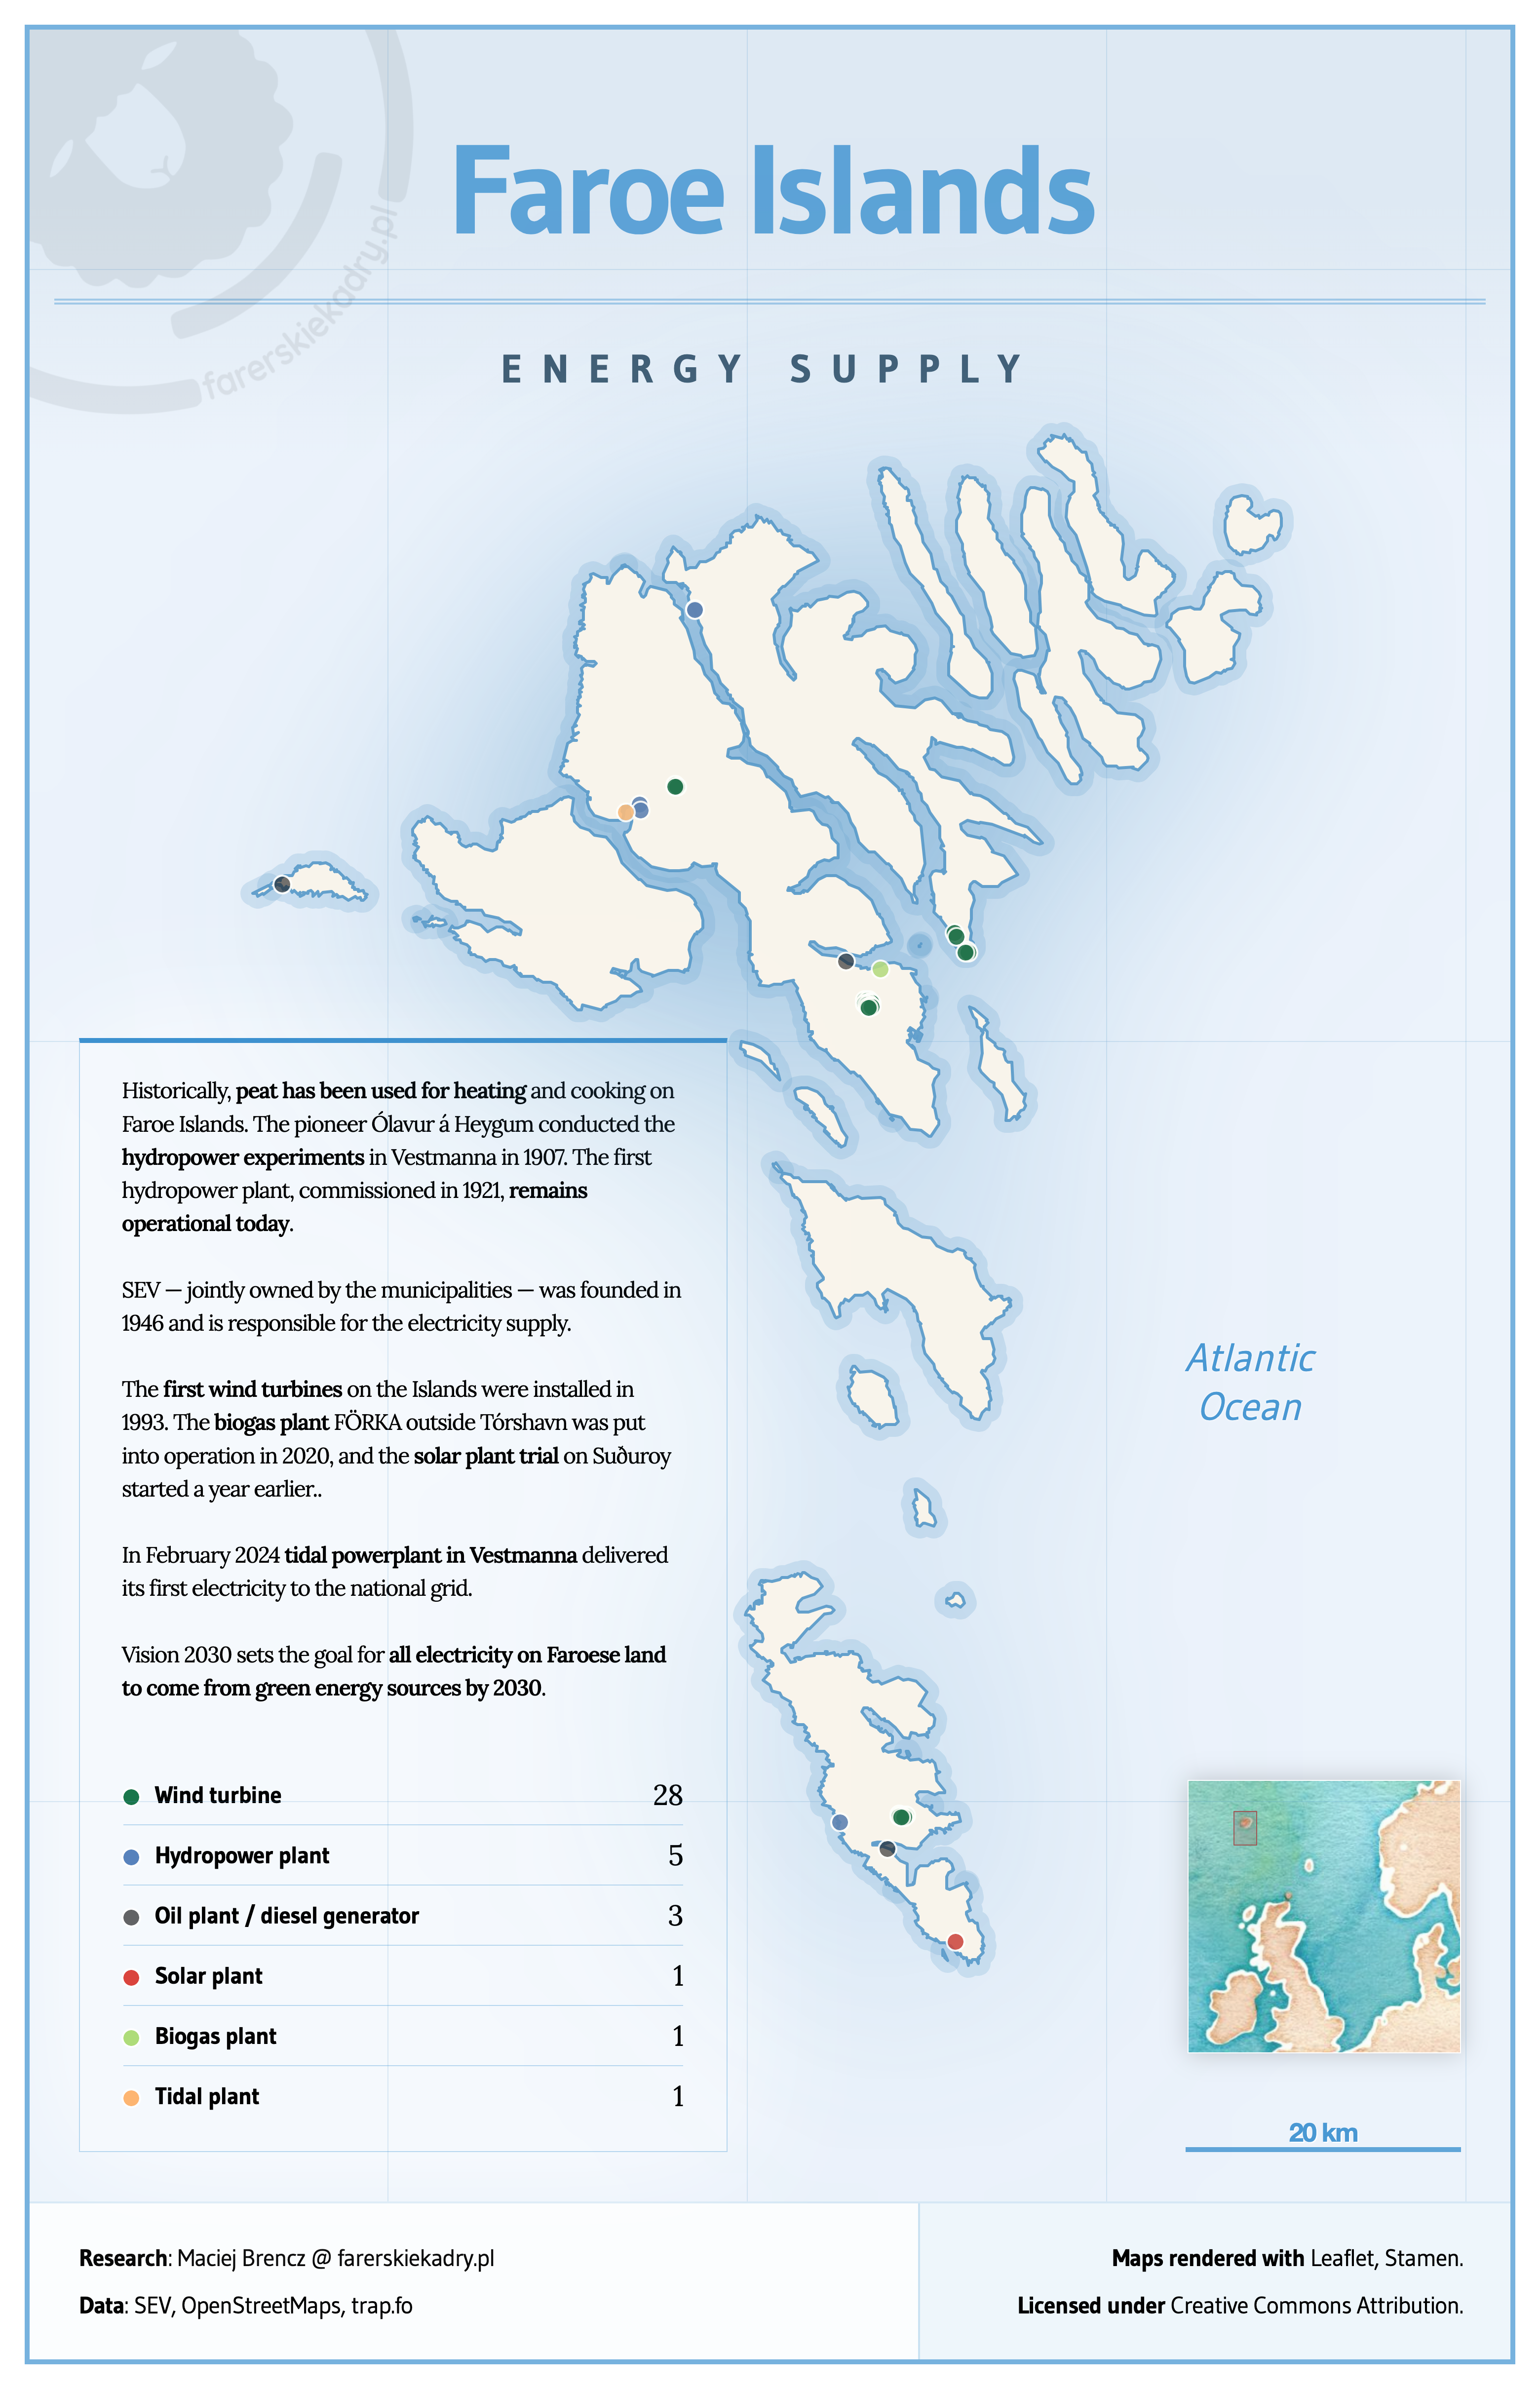 farerskiekadry.pl
Faroe Islands
ENERGY SUPPLY
Historically, peat has been used for heating and cooking on
Faroe Islands. The pioneer Ólavur á Heygum conducted the
hydropower experiments in Vestmanna in 1907. The first
hydropower plant, commissioned in 1921, remains
operational today.
SEV — jointly owned by the municipalities — was founded in
1946 and is responsible for the electricity supply.
The first wind turbines on the Islands were installed in
1993. The biogas plant FÖRKA outside Tórshavn was put
into operation in 2020, and the solar plant trial on Suðuroy
started a year earlier..
In February 2024 tidal powerplant in Vestmanna delivered
its first electricity to the national grid.
Vision 2030 sets the goal for all electricity on Faroese land
to come from green energy sources by 2030.
Wind turbine 28
Hydropower plant 5
Oil plant / diesel generator 3
Solar plant 1
Biogas plant 1
Tidal plant 1
Atlantic
Ocean
20 km
Research: Maciej Brencz @ farerskiekadry.pl
Data: SEV, OpenStreetMaps, trap.fo
Maps rendered with Leaflet, Stamen.
Licensed under Creative Commons Attribution.